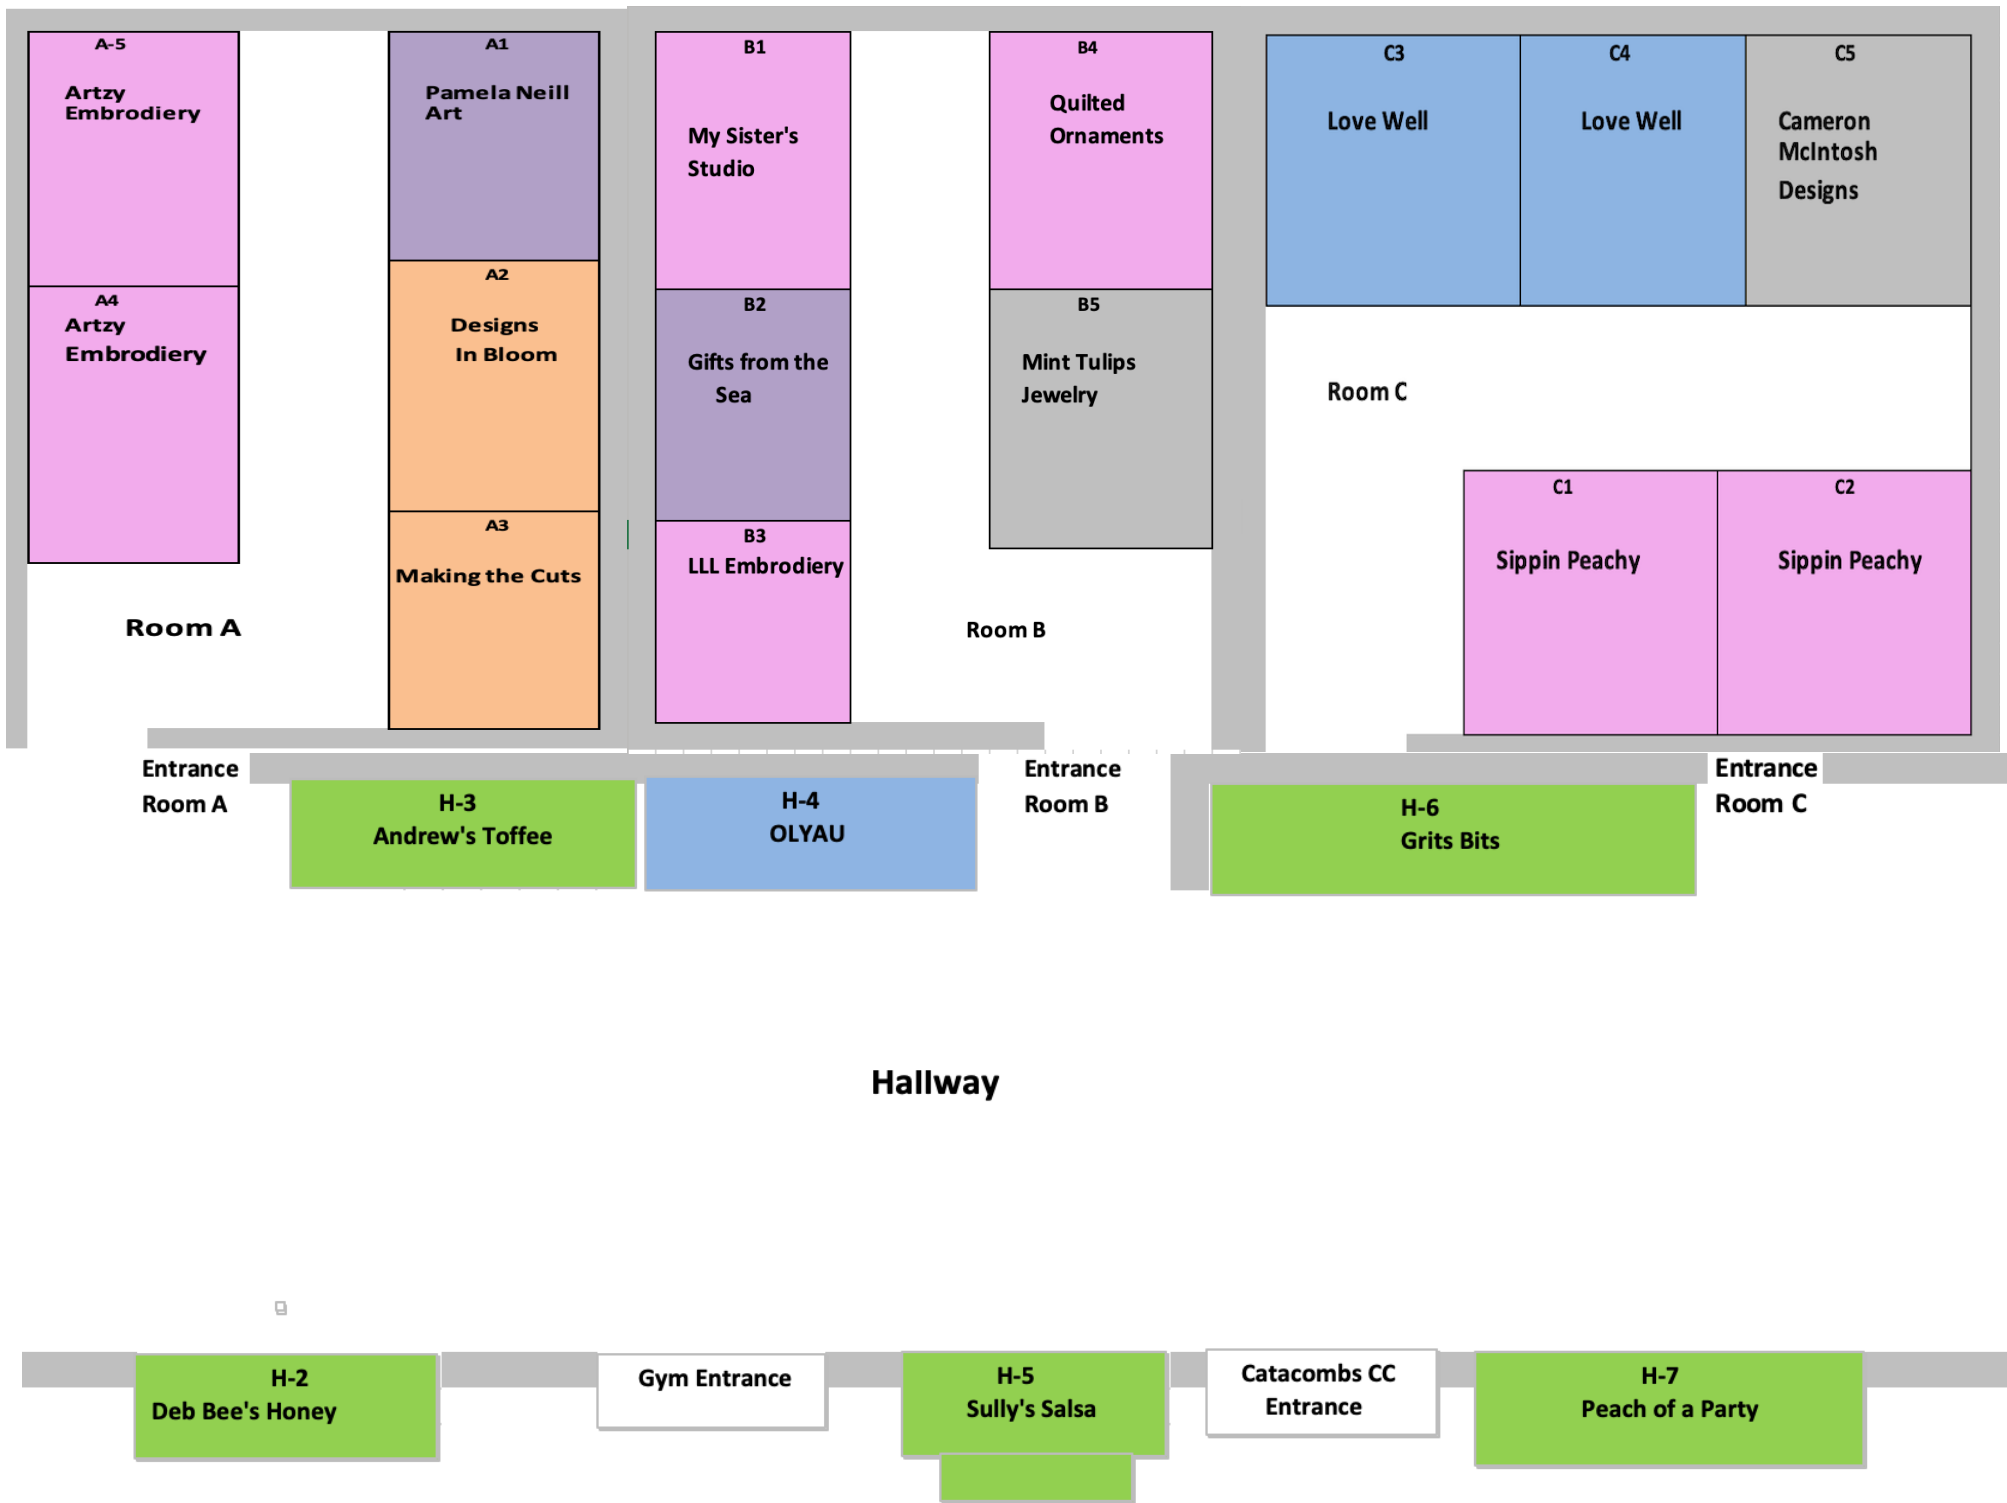 A-5
Artzy
Embrodiery
A4
Artzy
Embrodiery
A1
Pamela Neill
Art
A2
Designs
In Bloom
A3
Making the Cuts
Room A
B1
My Sister's
Studio
B2
Gifts from the
Sea
B3
LLL Embrodiery
B4
Quilted
Ornaments
B5
Mint Tulips
Jewelry
Room B
C3
Love Well
C4
Love Well
C5
Cameron
McIntosh
Designs
Room C
C1
Sippin Peachy
C2
Sippin Peachy
Entrance
Room A
H-3
Andrew's Toffee
H-4
OLYAU
Entrance
Room B
H-6
Grits Bits
Entrance
Room C
Hallway
H-2
Deb Bee's Honey
Gym Entrance
H-5
Sully's Salsa
Catacombs CC
Entrance
H-7
Peach of a Party